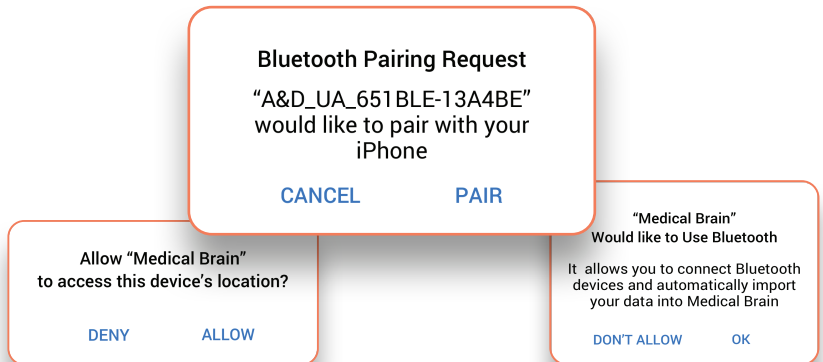 Bluetooth Pairing Request
“A&D_UA_651BLE-13A4BE”
would like to pair with your
iPhone
CANCEL PAIR
Allow “Medical Brain”
to access this device’s location?
DENY ALLOW
“Medical Brain”
Would like to Use Bluetooth
It allows you to connect Bluetooth
devices and automatically import
your data into Medical Brain
DON’T ALLOW OK